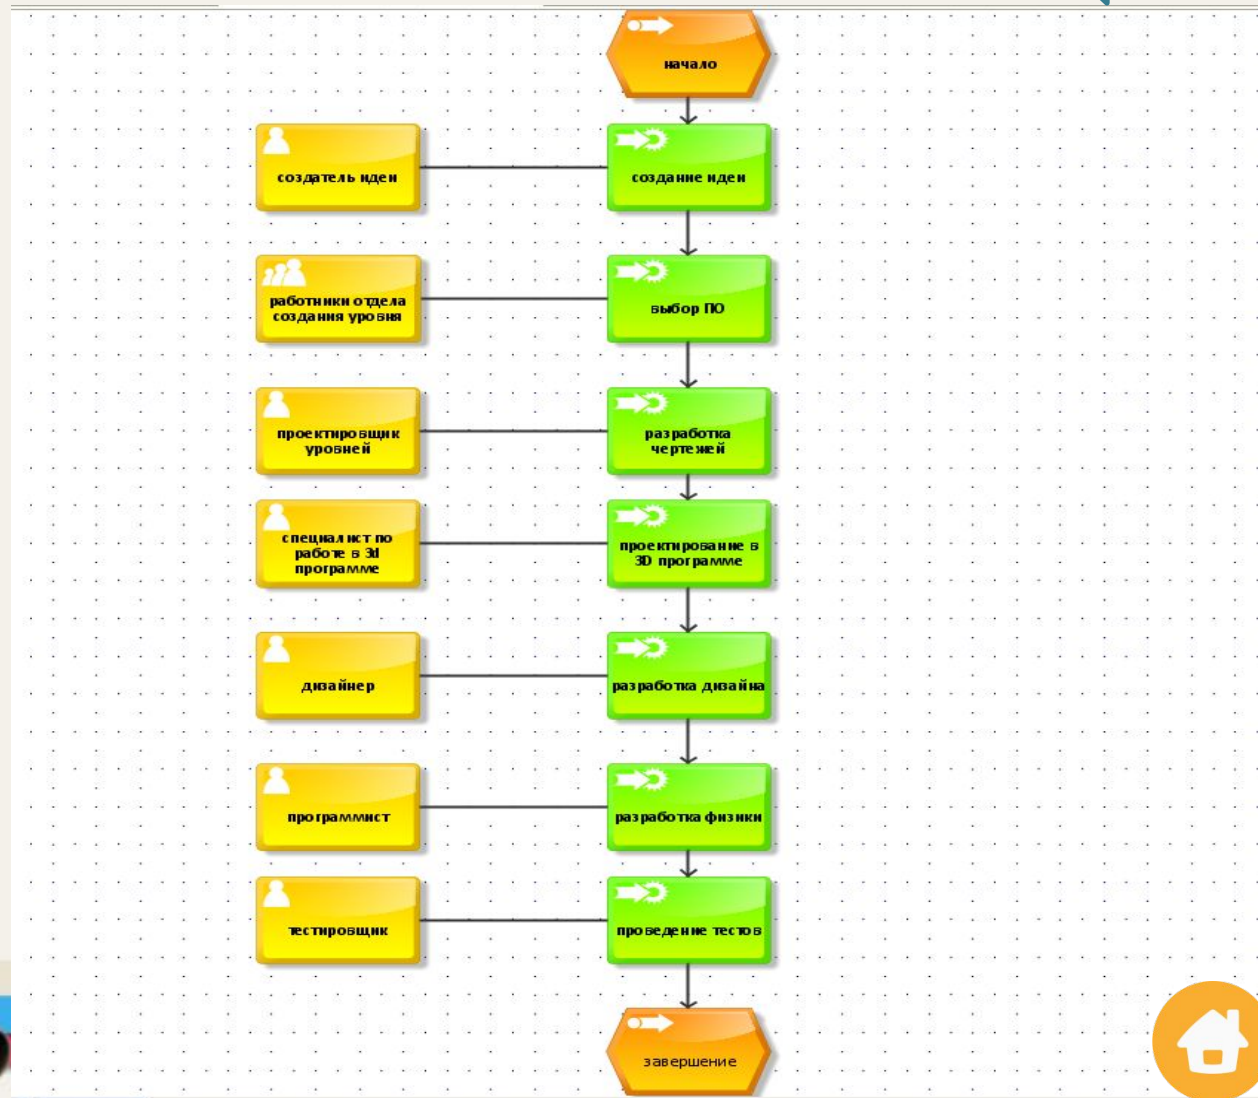 начало
создатель идеи
создание идеи
работники отдела
создания уровня
выбор ПО
проектировщик
уровней
разработка
чертежей
специалист по
работе в 3d
программе
проектирование в
3D программе
дизайнер
разработка дизайна
программист
разработка физики
тестировщик
проведение тестов
завершение